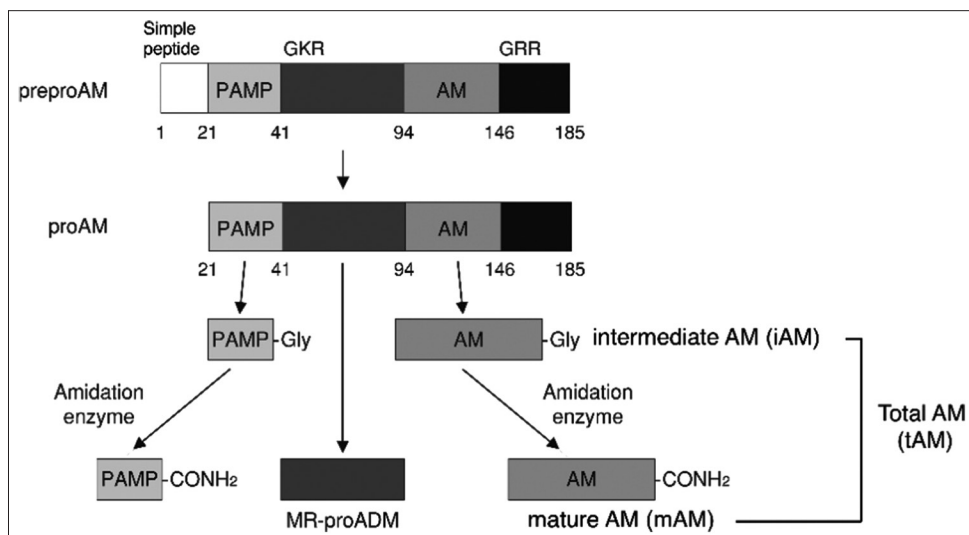 Simple
peptide
GKR
GRR
preproAM
PAMP
AM
1 21 41 94 146 185
proAM
PAMP
AM
21 41 94 146 185
PAMP -Gly
AM -Gly intermediate AM (iAM)
Amidation
enzyme
Amidation
enzyme
Total AM
(tAM)
PAMP -CONH₂
AM -CONH₂
MR-proADM
mature AM (mAM)